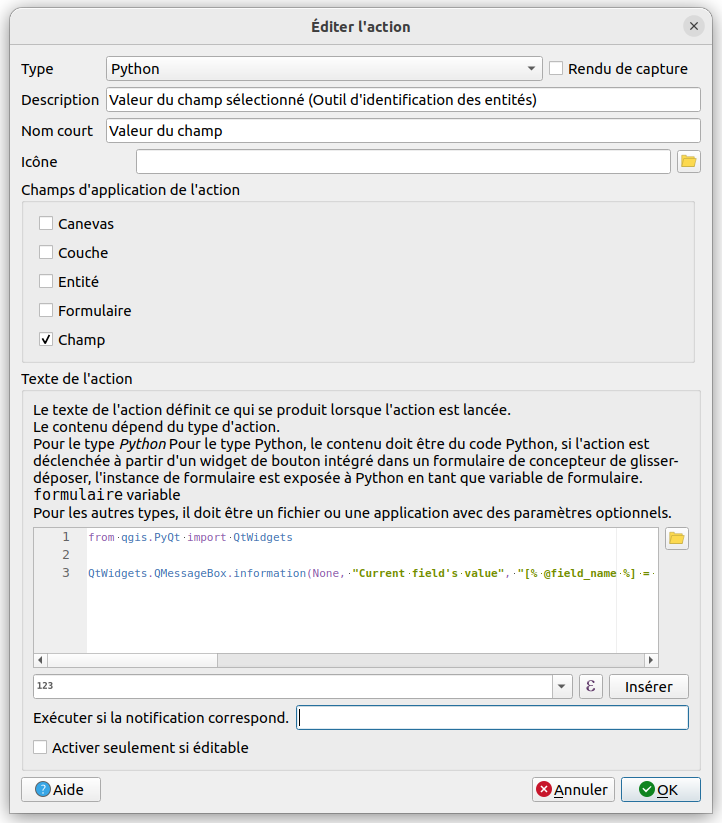 Éditer l'action
Type Python Rendu de capture
Description Valeur du champ sélectionné (Outil d'identification des entités)
Nom court Valeur du champ
Icône
Champs d'application de l'action
Canevas
Couche
Entité
Formulaire
Champ
Texte de l'action
Le texte de l'action définit ce qui se produit lorsque l'action est lancée.
Le contenu dépend du type d'action.
Pour le type Python Pour le type Python, le contenu doit être du code Python, si l'action est
déclenchée à partir d'un widget de bouton intégré dans un formulaire de concepteur de glisser-
déposer, l'instance de formulaire est exposée à Python en tant que variable de formulaire.
formulaire variable
Pour les autres types, il doit être un fichier ou une application avec des paramètres optionnels.
1 from·qgis.PyQt·import·QtWidgets
2
3 QtWidgets.QMessageBox.information(None,·"Current·field's·value",·"[%·@field_name·%]·=·
123 ε Insérer
Exécuter si la notification correspond.
Activer seulement si éditable
Aide Annuler OK